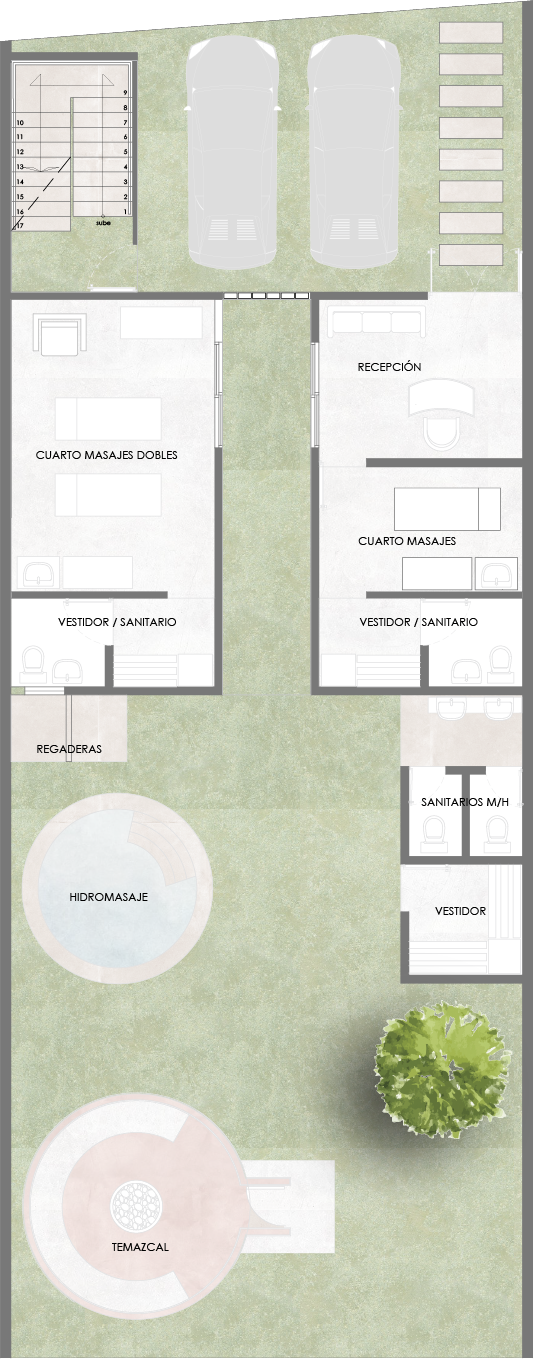 9
8
10 7
11 6
12 5
13 4
14 3
15 2
16 1
17
sube
RECEPCIÓN
CUARTO MASAJES DOBLES
CUARTO MASAJES
VESTIDOR / SANITARIO
VESTIDOR / SANITARIO
REGADERAS
SANITARIOS M/H
HIDROMASAJE
VESTIDOR
TEMAZCAL